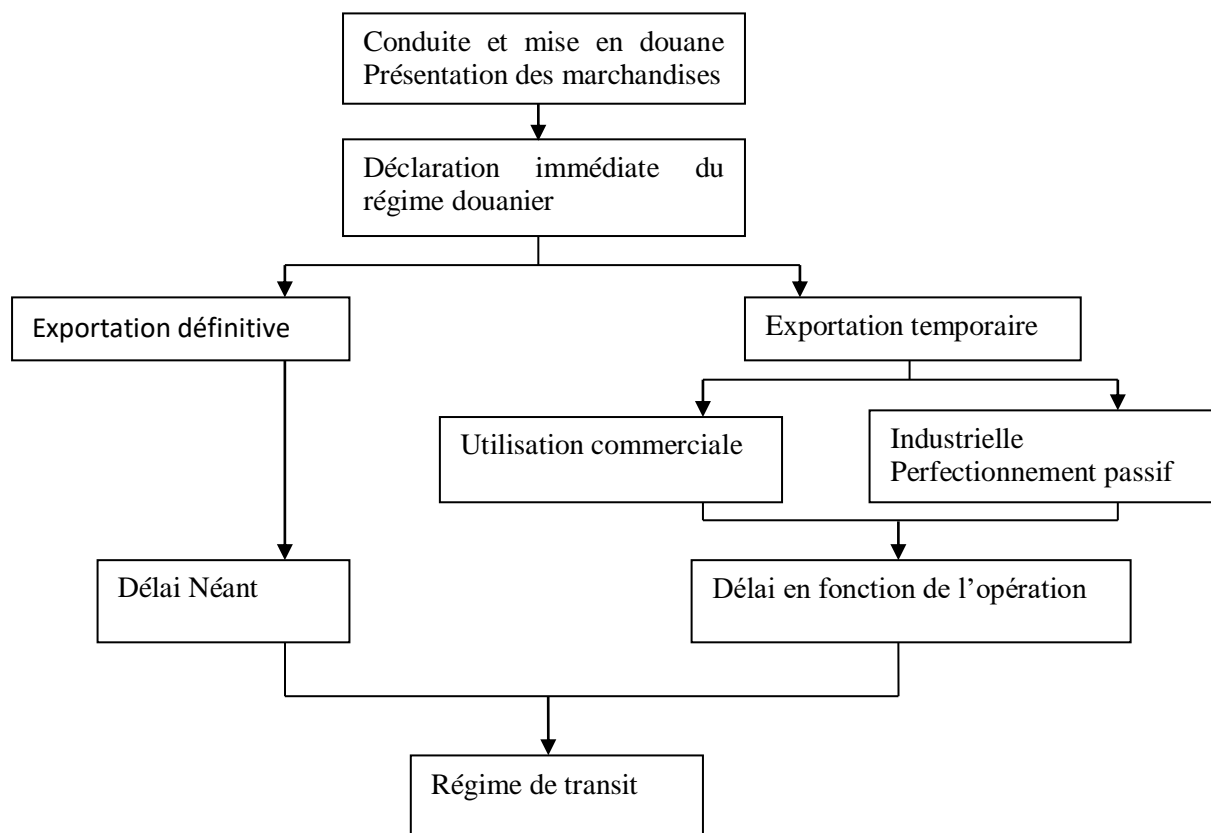 Conduite et mise en douane
Présentation des marchandises
Déclaration immédiate du
régime douanier
Exportation définitive
Exportation temporaire
Utilisation commerciale
Industrielle
Perfectionnement passif
Délai Néant
Délai en fonction de l’opération
Régime de transit